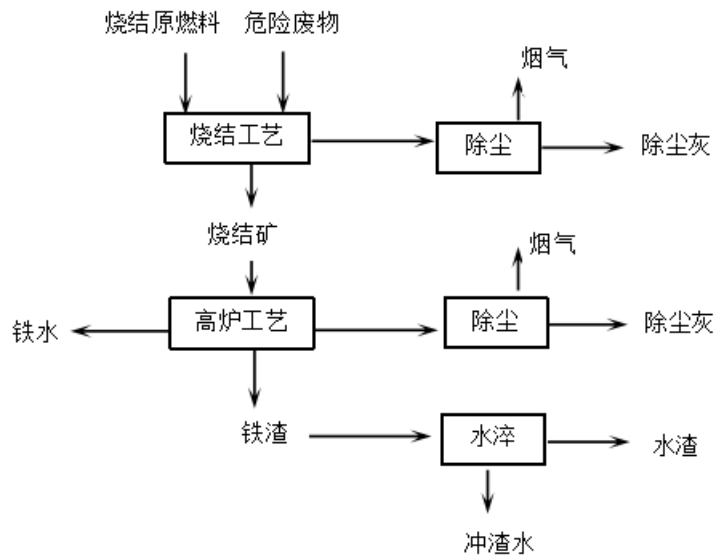 烧结原燃料 危险废物
烟气
烧结工艺
除尘
除尘灰
烧结矿
烟气
高炉工艺
除尘
除尘灰
铁水
铁渣
水淬
水渣
冲渣水